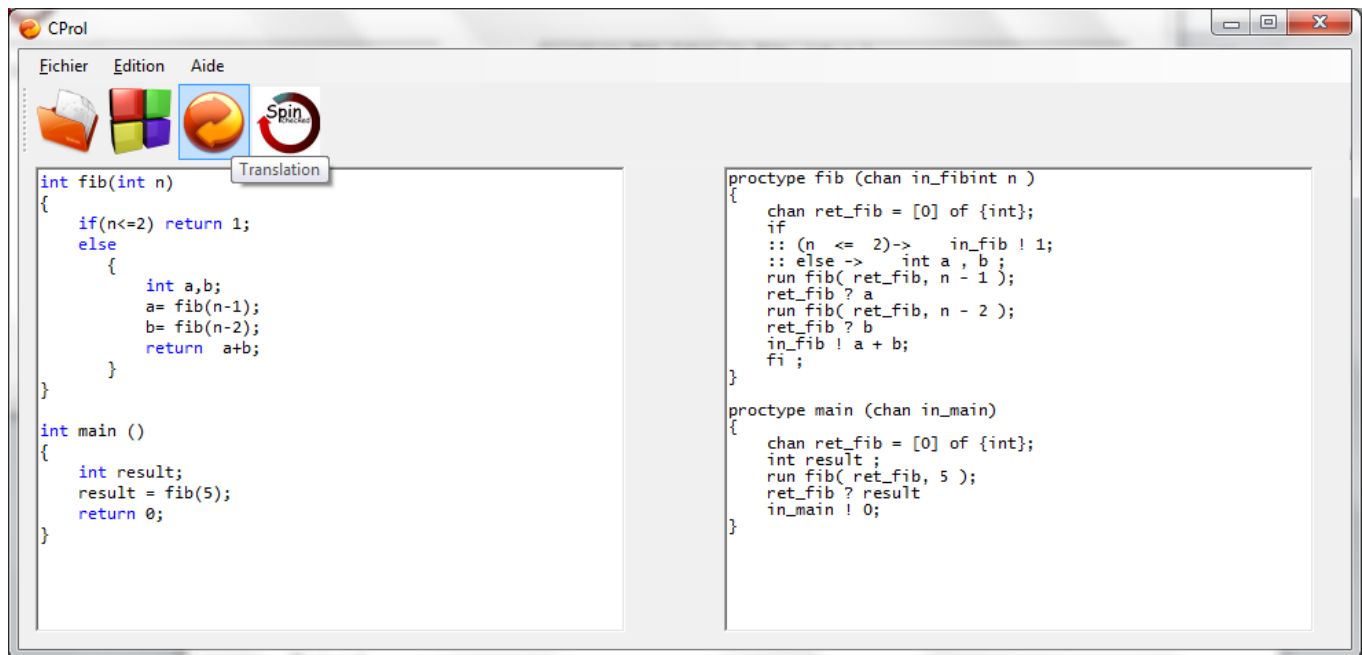 CProl
Fichier Edition Aide
Spin
Checked
Translation
int fib(int n)
{
    if(n<=2) return 1;
    else
       {
           int a,b;
           a= fib(n-1);
           b= fib(n-2);
           return  a+b;
       }
}

int main ()
{
    int result;
    result = fib(5);
    return 0;
}
proctype fib (chan in_fibint n )
{
    chan ret_fib = [0] of {int};
    if
    :: (n  <=  2)->    in_fib ! 1;
    :: else ->    int a , b ;
    run fib( ret_fib, n - 1 );
    ret_fib ? a
    run fib( ret_fib, n - 2 );
    ret_fib ? b
    in_fib ! a + b;
    fi ;
}

proctype main (chan in_main)
{
    chan ret_fib = [0] of {int};
    int result ;
    run fib( ret_fib, 5 );
    ret_fib ? result
    in_main ! 0;
}